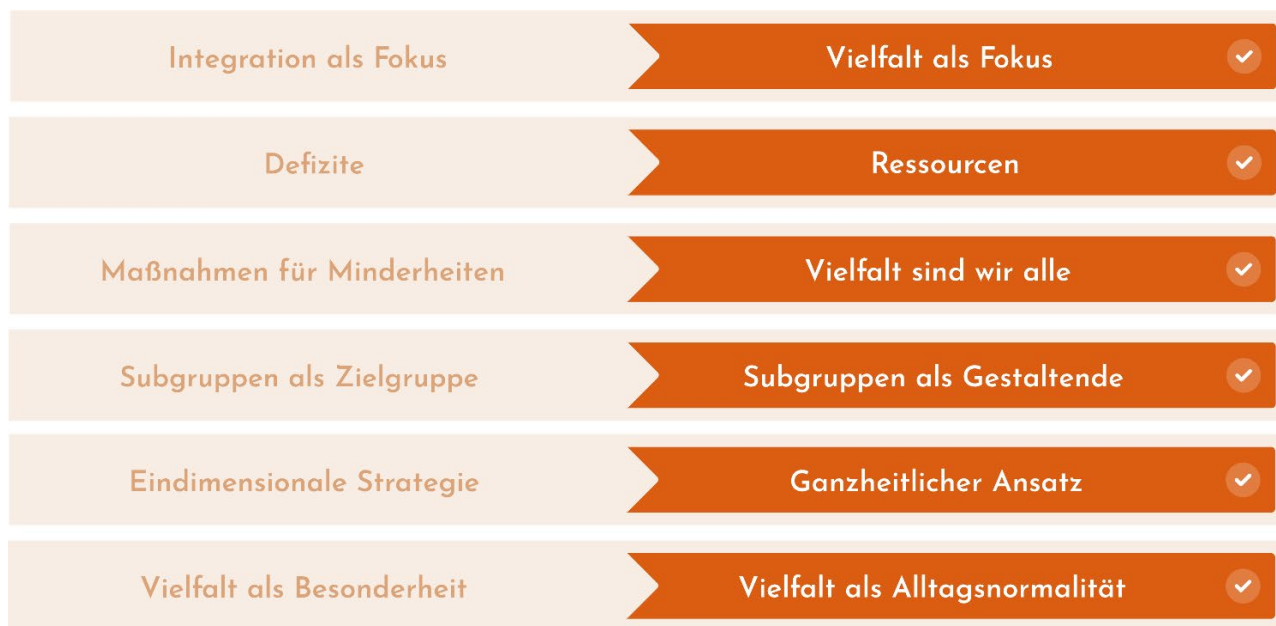 Integration als Fokus
Vielfalt als Fokus
Defizite
Ressourcen
Maßnahmen für Minderheiten
Vielfalt sind wir alle
Subgruppen als Zielgruppe
Subgruppen als Gestaltende
Eindimensionale Strategie
Ganzheitlicher Ansatz
Vielfalt als Besonderheit
Vielfalt als Alltagsnormalität